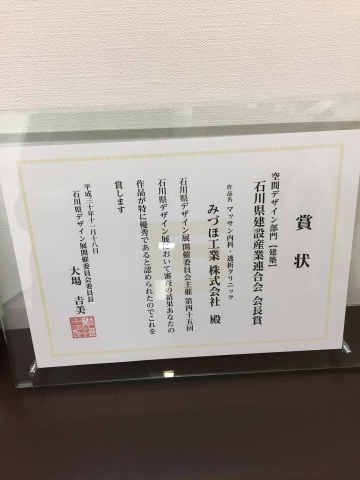 賞状
空間デザイン部門【建築】
石川県建設産業連合会 会長賞
作品名 マッサン内科・透析クリニック
みづほ工業 株式会社 殿
石川県デザイン展開催委員会主催 第四十五回
石川県デザイン展において審査の結果あなたの
作品が特に優秀であると認められたのでこれを
賞します
平成三十年十一月十八日
石川県デザイン展開催委員会委員長
大場 吉美